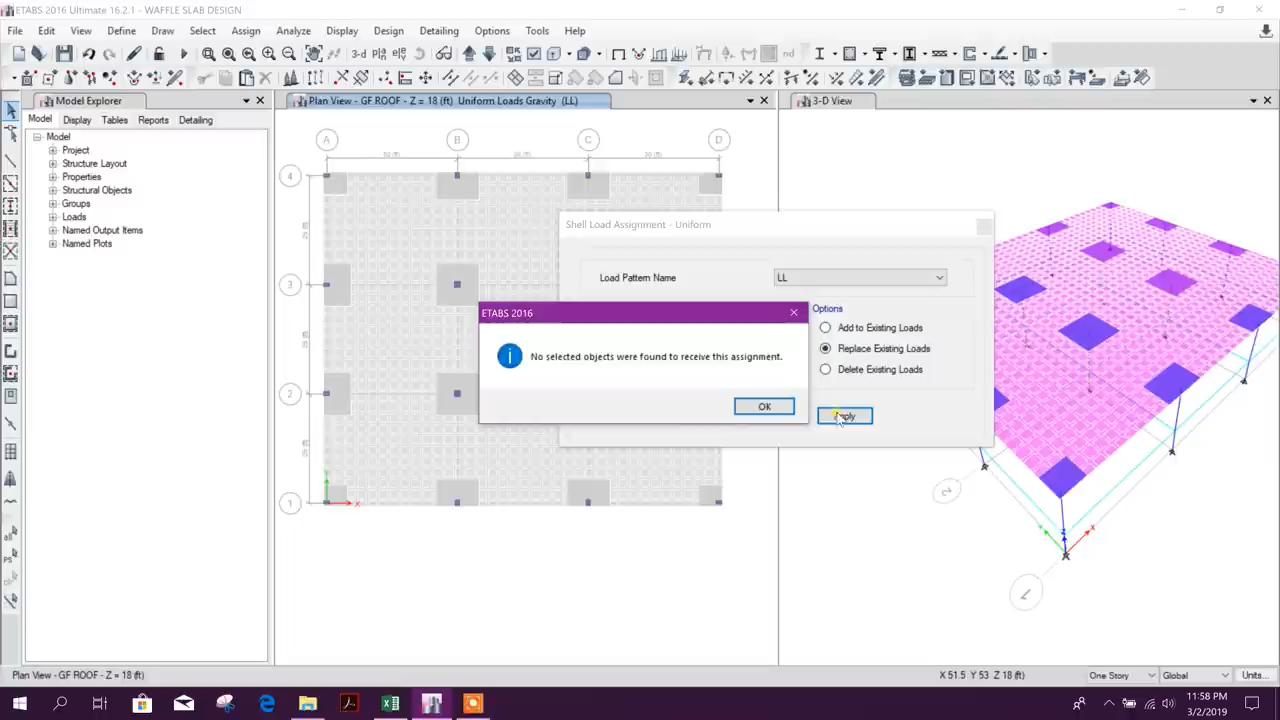 ETABS 2016 Ultimate 16.2.1 - WAFFLE SLAB DESIGN
File Edit View Define Draw Select Assign Analyze Display Design Detailing Options Tools Help
3-d
nd
Model Explorer
Plan View - GF ROOF - Z = 18 (ft) Uniform Loads Gravity (LL)
3-D View
Model Display Tables Reports Detailing
Model
Project
Structure Layout
Properties
Structural Objects
Groups
Loads
Named Output Items
Named Plots
A B C D
4
3
2
1
X
Shell Load Assignment - Uniform
Load Pattern Name
LL
Options
Add to Existing Loads
Replace Existing Loads
Delete Existing Loads
Apply
ETABS 2016
No selected objects were found to receive this assignment.
OK
X
Y
Z
Plan View - GF ROOF - Z = 18 (ft)
X 51.5 Y 53 Z 18 (ft)
One Story
Global
Units...
11:58 PM
3/2/2019